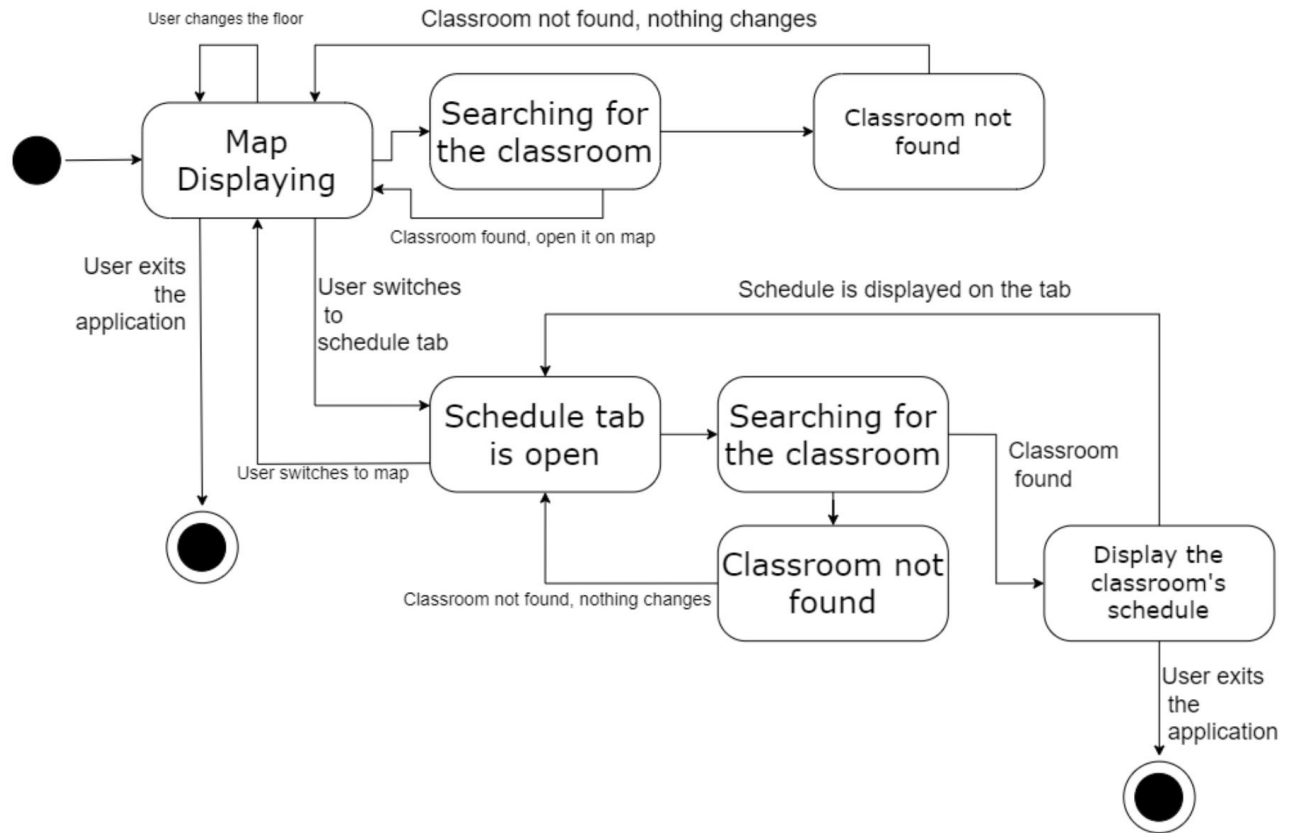 User changes the floor
Classroom not found, nothing changes
Map
Displaying
Searching for
the classroom
Classroom not
found
Classroom found, open it on map
User exits
the
application
User switches
to
schedule tab
Schedule is displayed on the tab
Schedule tab
is open
Searching for
the classroom
Classroom
found
User switches to map
Classroom not
found
Classroom not found, nothing changes
Display the
classroom's
schedule
User exits
the
application